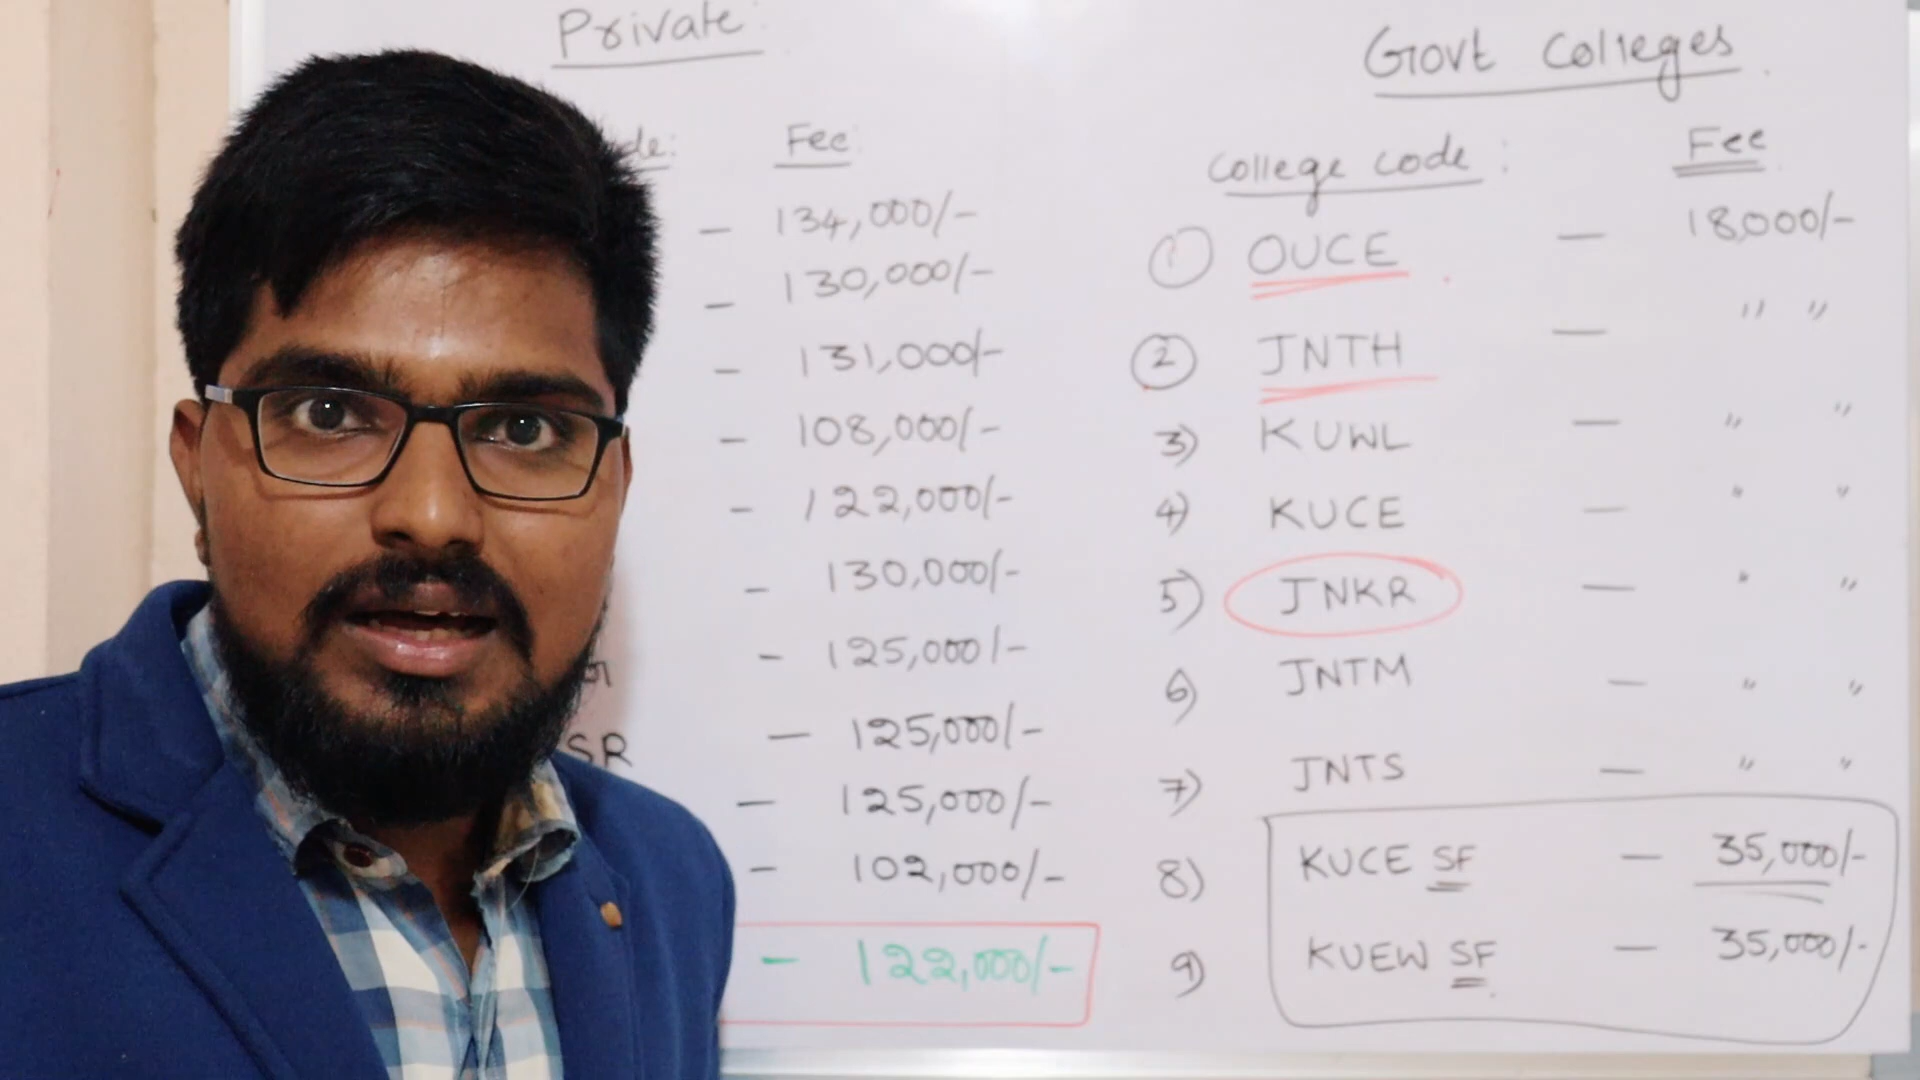 Private
Fee
- 134,000/-
- 130,000/-
- 131,000/-
- 108,000/-
- 122,000/-
- 130,000/-
- 125,000/-
SR - 125,000/-
- 125,000/-
- 102,000/-
- 122,000/-
Govt Colleges
College code : Fee
① OUCE — 18,000/-
② JNTH — " "
3) KUWL — " "
4) KUCE — " "
5) JNKR — " "
6) JNTM — " "
7) JNTS — " "
8) KUCE SF — 35,000/-
9) KUEW SF — 35,000/-